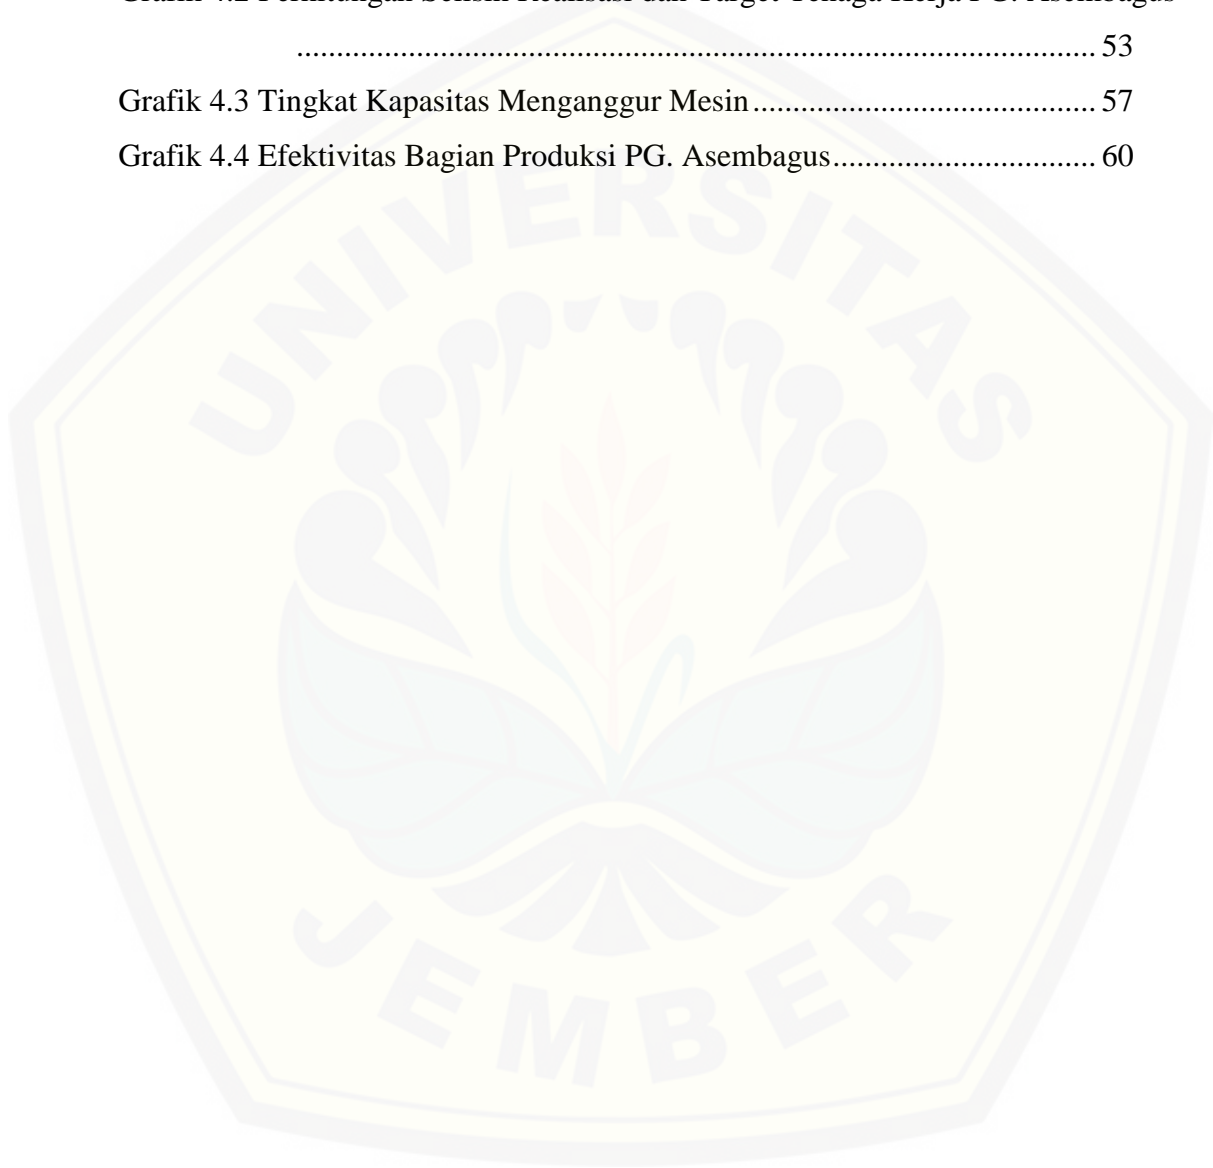 Grafik 4.2 Perhitungan Selisih Realisasi dan Target Tenaga Kerja PG. Asembagus
.................................................................................................... 53
Grafik 4.3 Tingkat Kapasitas Menganggur Mesin........................................... 57
Grafik 4.4 Efektivitas Bagian Produksi PG. Asembagus................................. 60
UNIVERSITAS
JEMBER